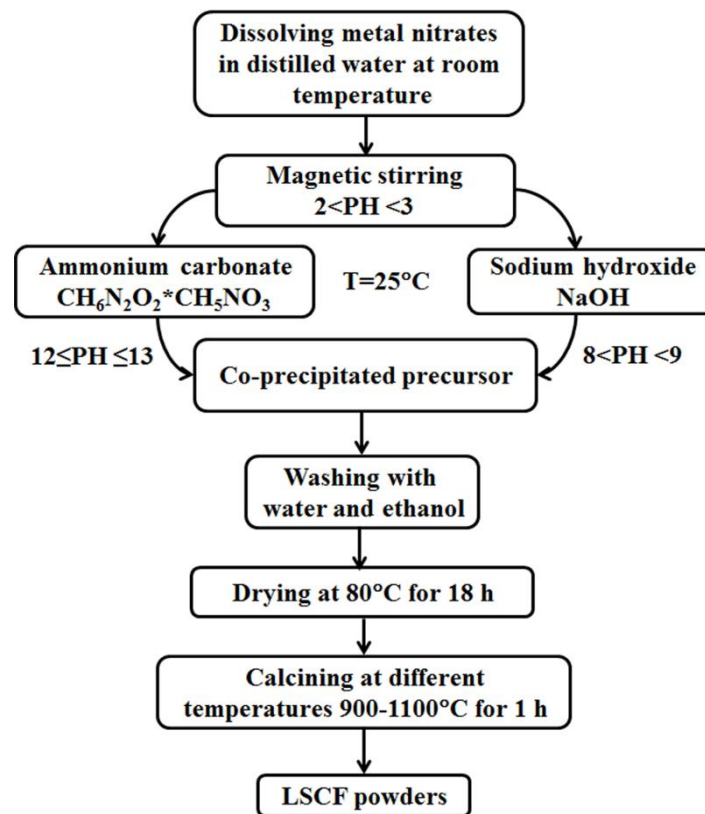 Dissolving metal nitrates
in distilled water at room
temperature
Magnetic stirring
2<PH <3
Ammonium carbonate
CH₆N₂O₂*CH₅NO₃
T=25°C
Sodium hydroxide
NaOH
12≤PH ≤13
8<PH <9
Co-precipitated precursor
Washing with
water and ethanol
Drying at 80°C for 18 h
Calcining at different
temperatures 900-1100°C for 1 h
LSCF powders